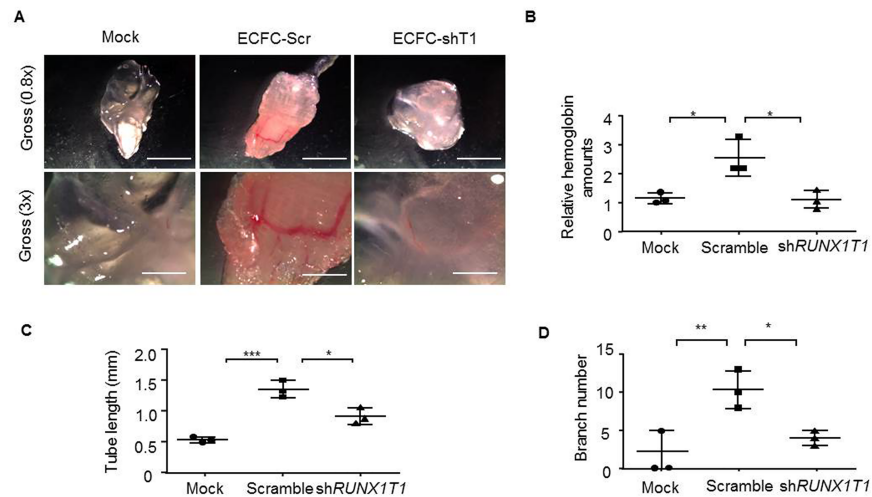 A
Mock
ECFC-Scr
ECFC-shT1
Gross (0.8x)
Gross (3x)
B
* *
Relative hemoglobin
amounts
4
3
2
1
0
Mock Scramble shRUNX1T1
C
*** *
Tube length (mm)
2.0
1.5
1.0
0.5
0
Mock Scramble shRUNX1T1
D
** *
Branch number
15
10
5
0
Mock Scramble shRUNX1T1